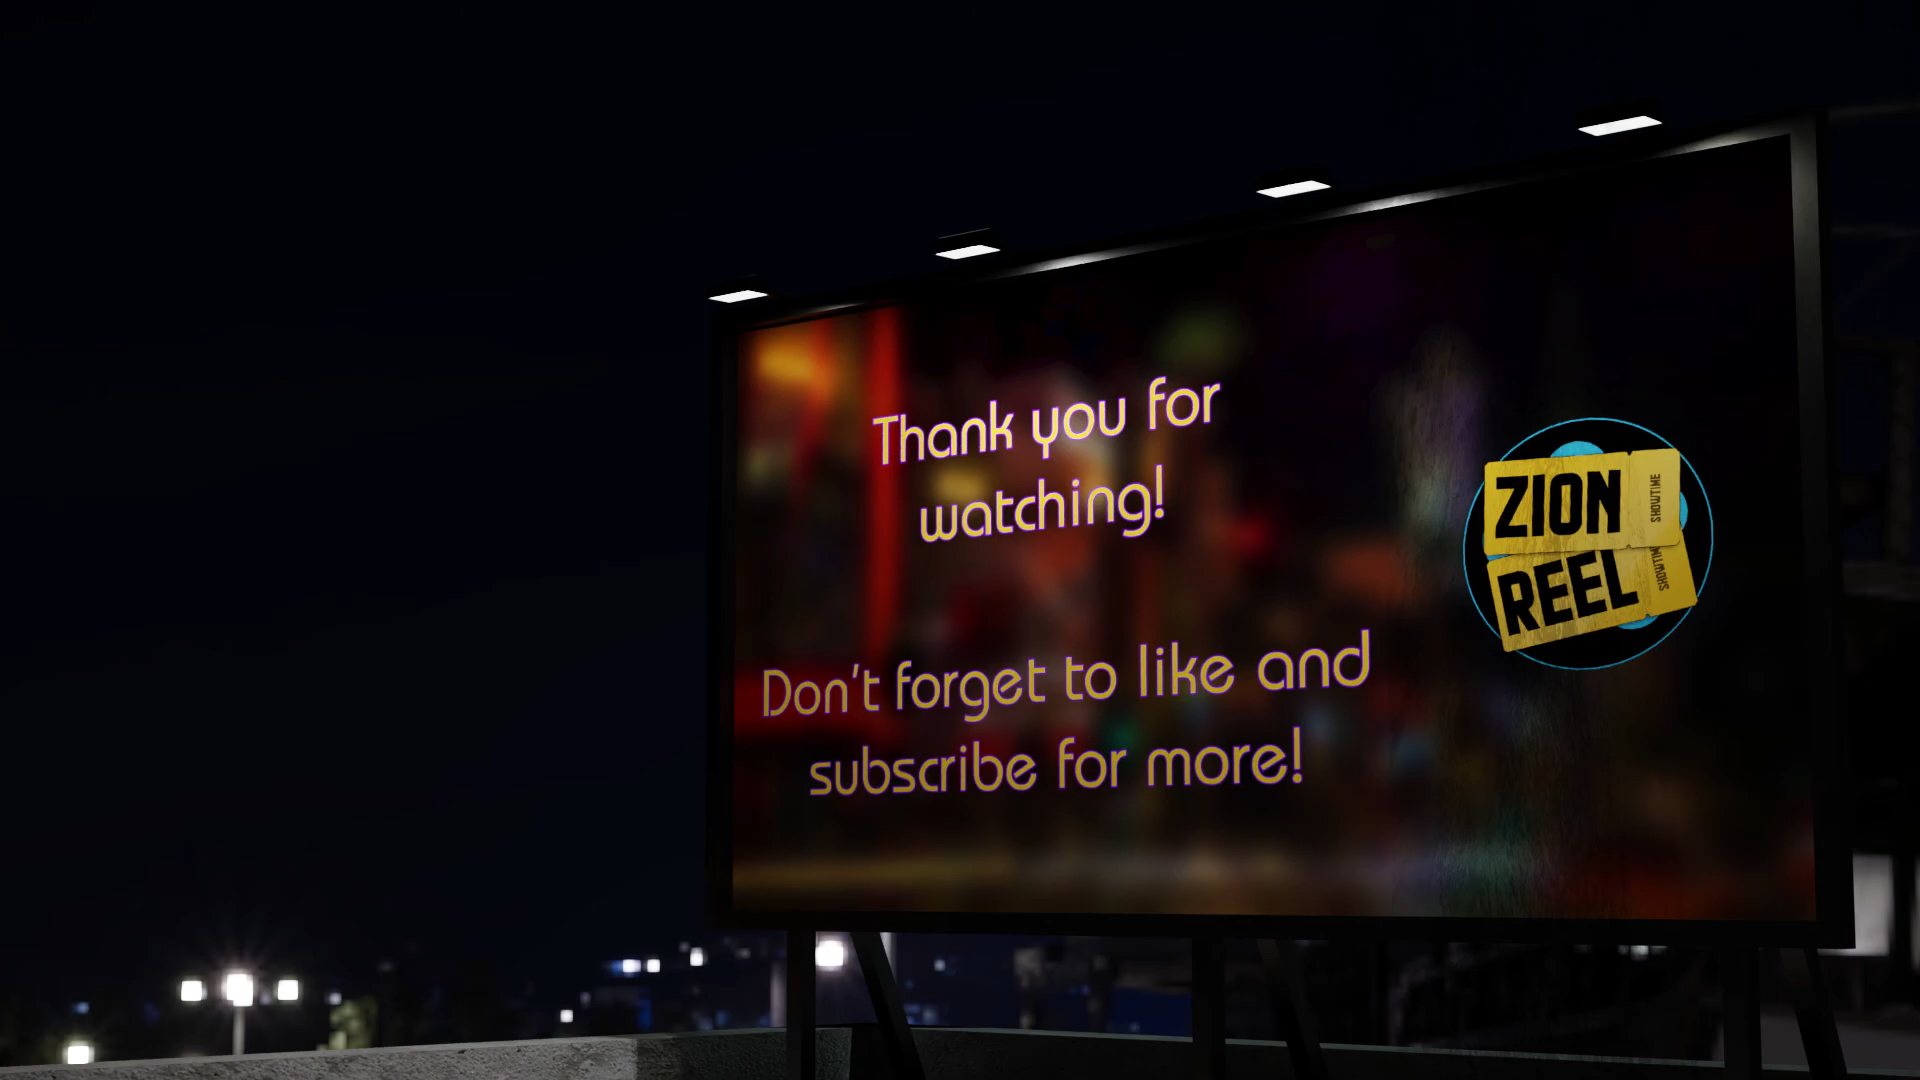 Thank you for
watching!
Don't forget to like and
subscribe for more!
ZION
SHOWTIME
REEL
SHOWTIME